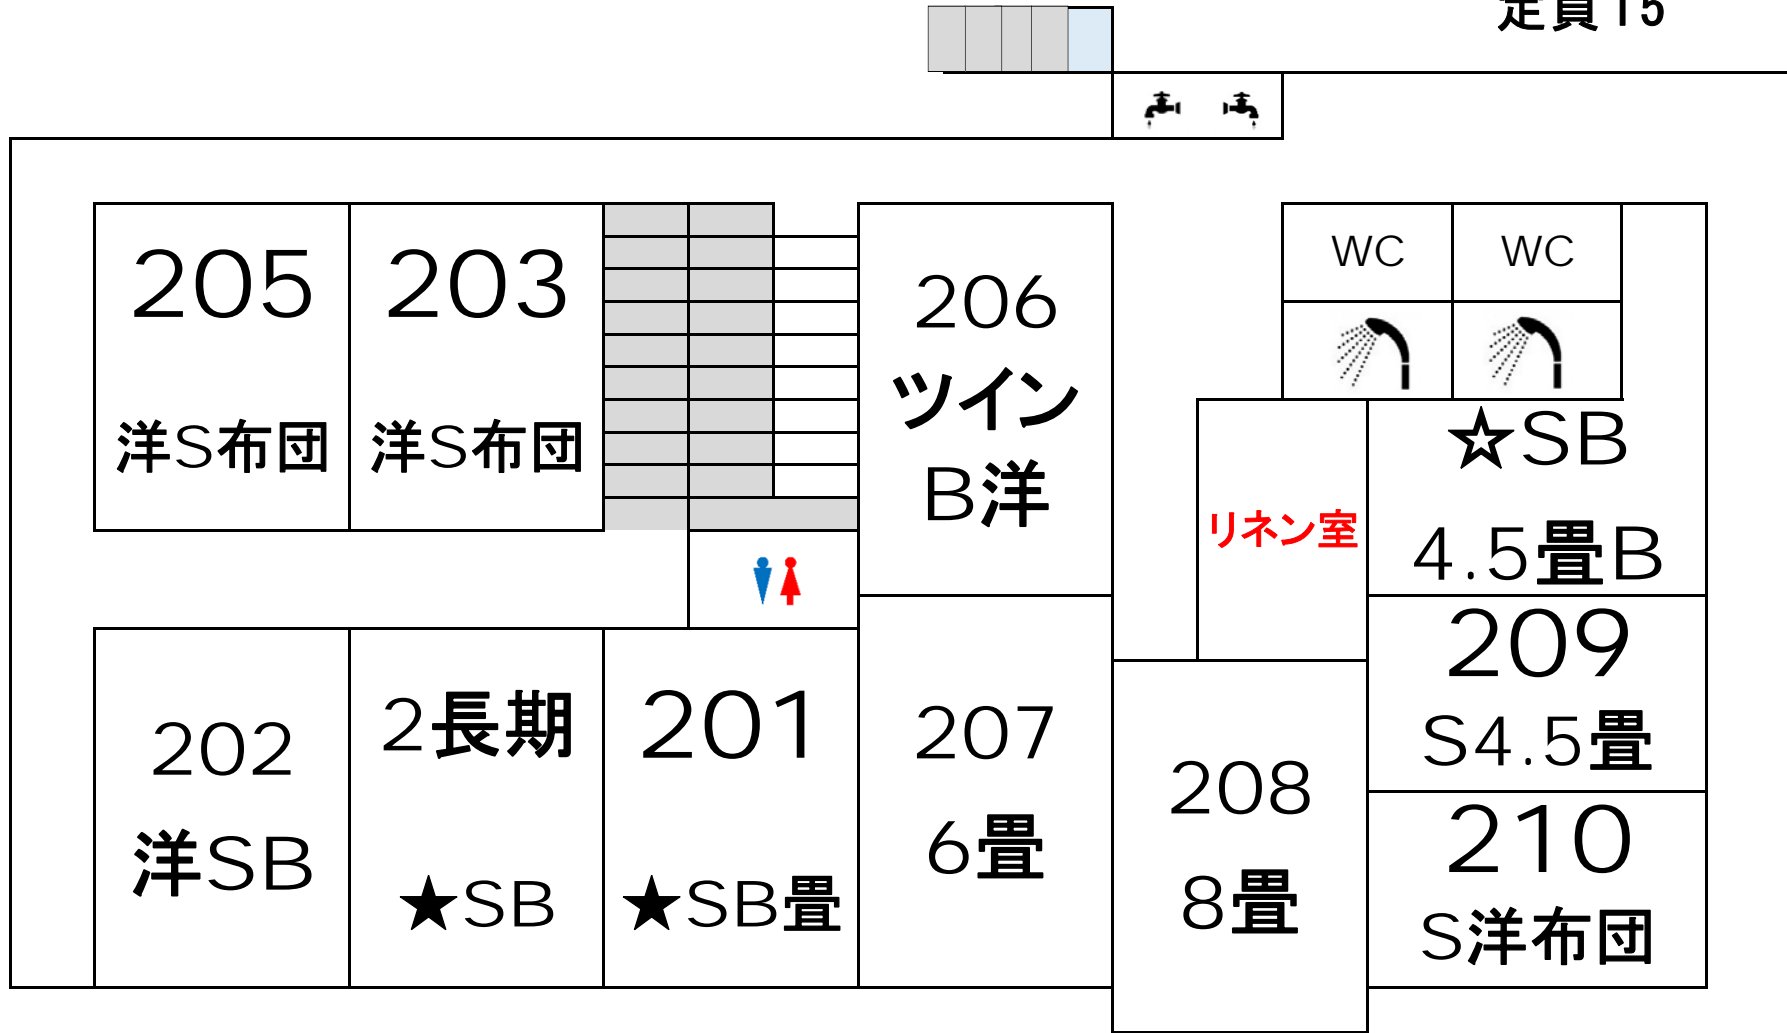 定員15
205
洋S布団
203
洋S布団
206
ツイン
B洋
WC
WC
リネン室
☆SB
4.5畳B
209
S4.5畳
210
S洋布団
202
洋SB
2長期
★SB
201
★SB畳
207
6畳
208
8畳